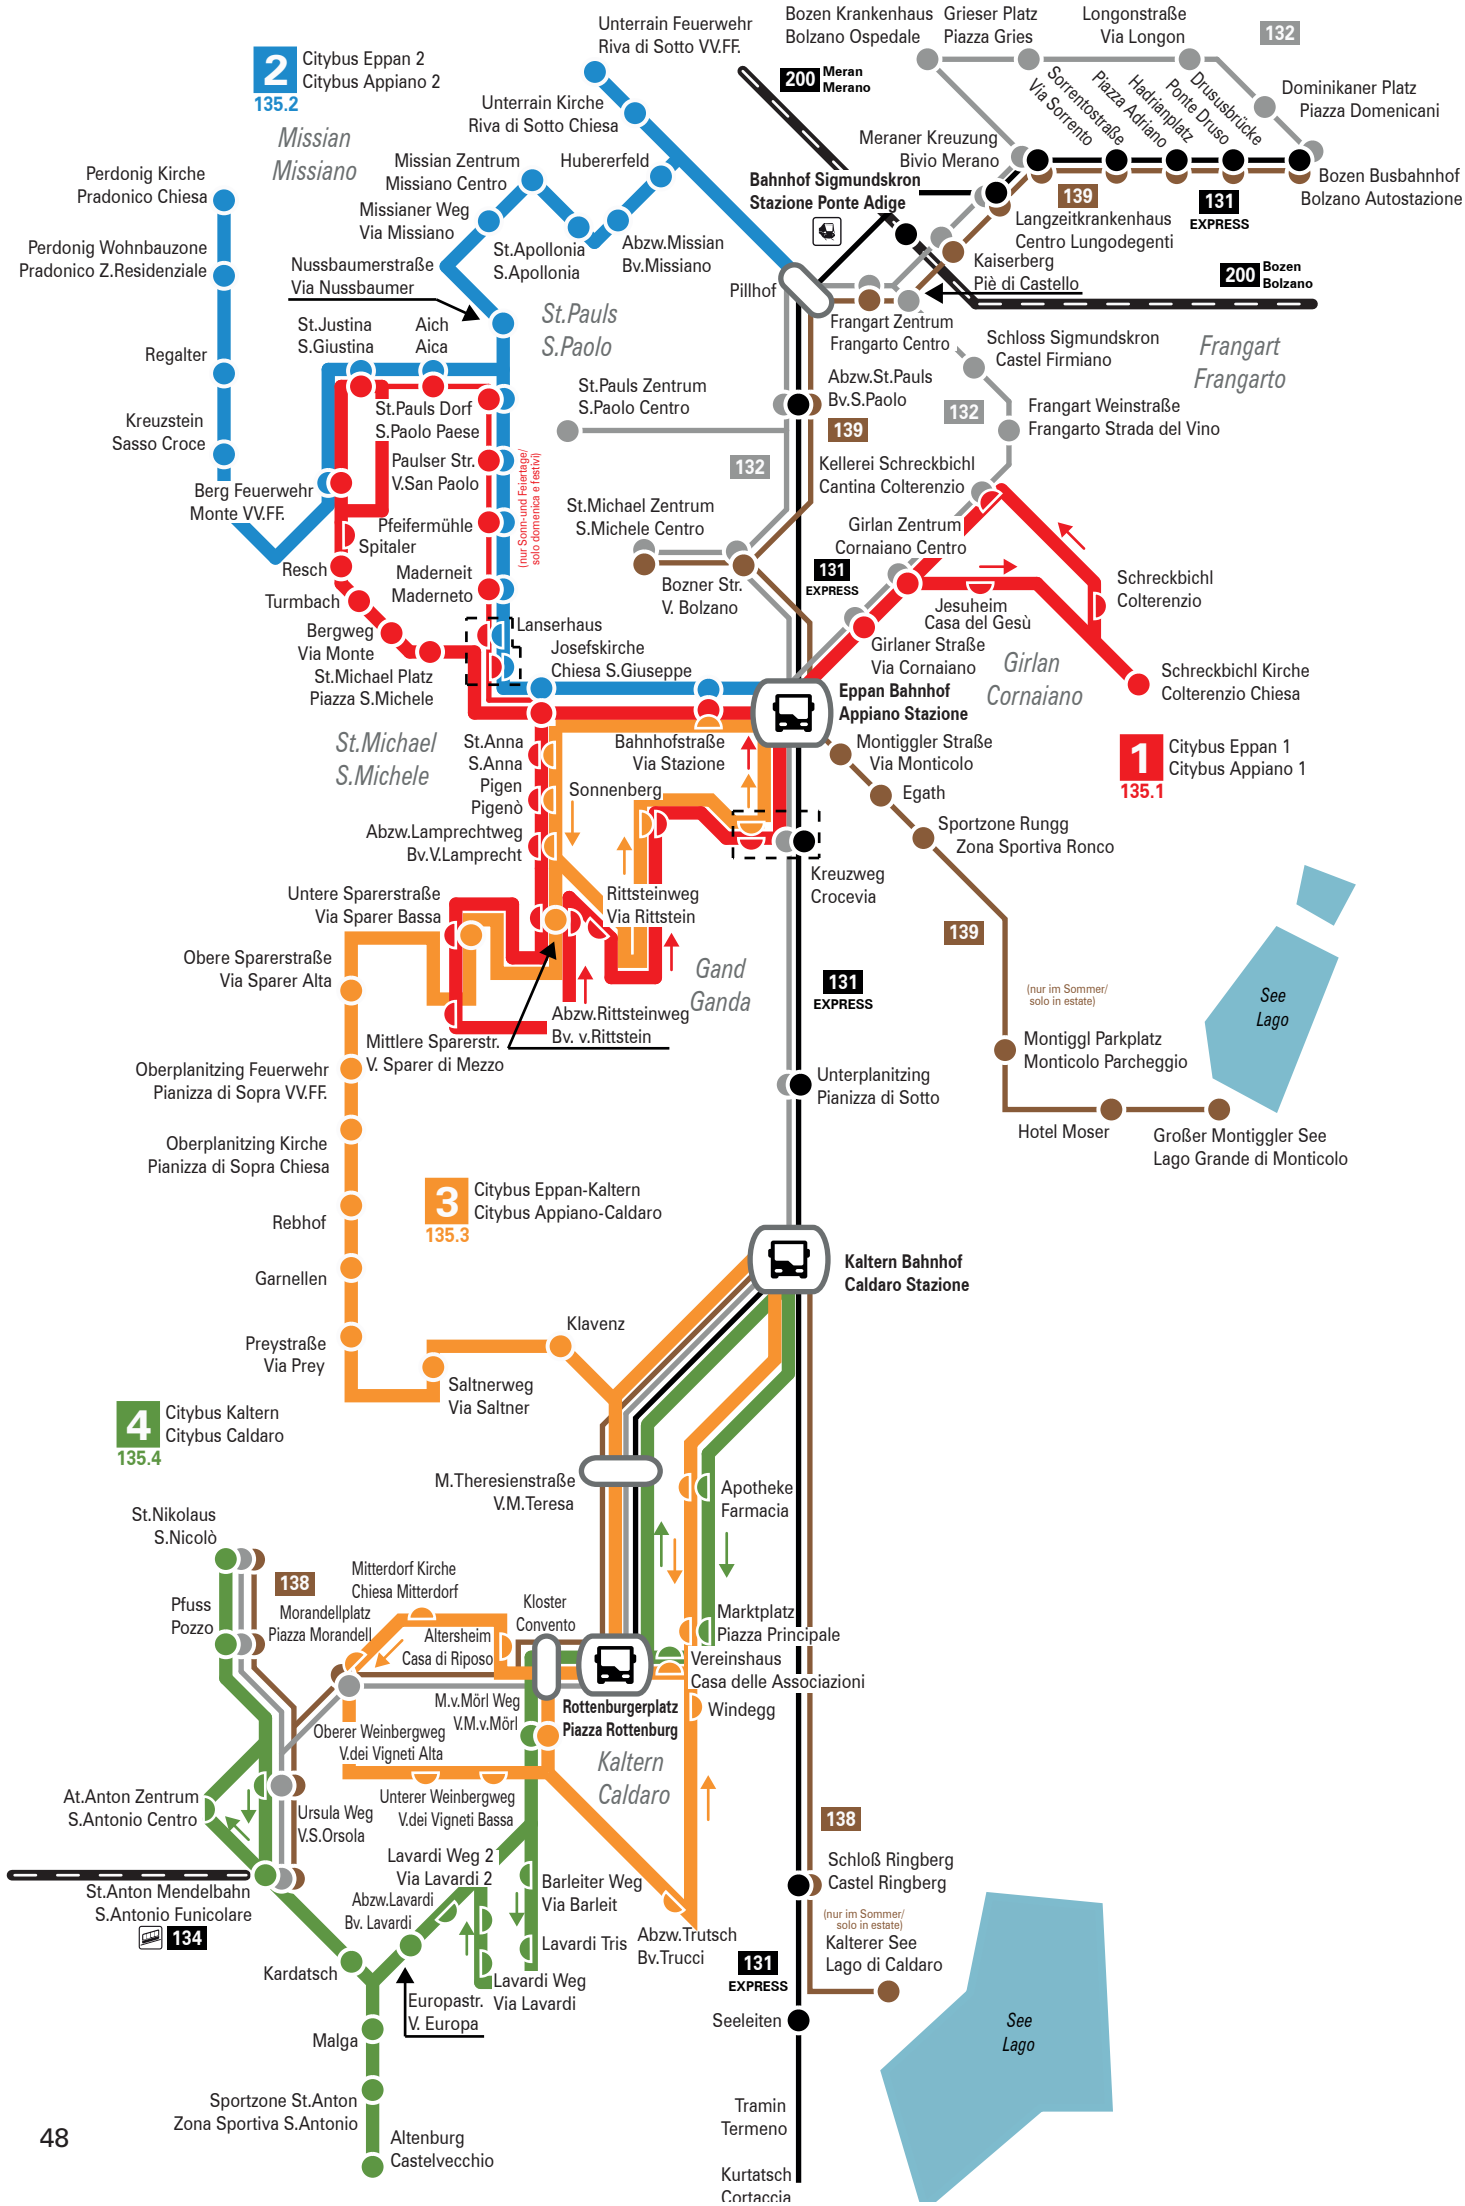 Unterrain Feuerwehr
Riva di Sotto VV.FF.
Bozen Krankenhaus
Bolzano Ospedale
Grieser Platz
Piazza Gries
Longonstraße
Via Longon
132
2
Citybus Eppan 2
Citybus Appiano 2
135.2
200
Meran
Merano
Sorrentostraße
Via Sorrento
Hadrianplatz
Piazza Adriano
Drususbrücke
Ponte Druso
Dominikaner Platz
Piazza Domenicani
Unterrain Kirche
Riva di Sotto Chiesa
Missian
Missiano
Meraner Kreuzung
Bivio Merano
Perdonig Kirche
Pradonico Chiesa
Missian Zentrum
Missiano Centro
Hubererfeld
Bahnhof Sigmundskron
Stazione Ponte Adige
Bozen Busbahnhof
Bolzano Autostazione
139
131
EXPRESS
Missianer Weg
Via Missiano
Langzeitkrankenhaus
Centro Lungodegenti
Perdonig Wohnbauzone
Pradonico Z.Residenziale
St.Apollonia
S.Apollonia
Abzw.Missian
Bv.Missiano
Nussbaumerstraße
Via Nussbaumer
Kaiserberg
Piè di Castello
200
Bozen
Bolzano
Pillhof
St.Pauls
S.Paolo
St.Justina
S.Giustina
Aich
Aica
Frangart Zentrum
Frangarto Centro
Schloss Sigmundskron
Castel Firmiano
Frangart
Frangarto
Regalter
St.Pauls Zentrum
S.Paolo Centro
Abzw.St.Pauls
Bv.S.Paolo
St.Pauls Dorf
S.Paolo Paese
132
Frangart Weinstraße
Frangarto Strada del Vino
Kreuzstein
Sasso Croce
139
Paulser Str.
V.San Paolo
(nur Sonn-und Feiertage/
solo domenica e festivi)
132
Kellerei Schreckbichl
Cantina Colterenzio
Berg Feuerwehr
Monte VV.FF.
St.Michael Zentrum
S.Michele Centro
Girlan Zentrum
Cornaiano Centro
Pfeifermühle
Spitaler
Resch
Maderneit
Maderneto
131
EXPRESS
Bozner Str.
V. Bolzano
Schreckbichl
Colterenzio
Turmbach
Jesuheim
Casa del Gesù
Bergweg
Via Monte
Lanserhaus
Josefskirche
Chiesa S.Giuseppe
Girlaner Straße
Via Cornaiano
Girlan
Cornaiano
Schreckbichl Kirche
Colterenzio Chiesa
St.Michael Platz
Piazza S.Michele
Eppan Bahnhof
Appiano Stazione
St.Michael
S.Michele
St.Anna
S.Anna
Bahnhofstraße
Via Stazione
Montiggler Straße
Via Monticolo
1
Citybus Eppan 1
Citybus Appiano 1
135.1
Pigen
Pigenò
Sonnenberg
Egath
Abzw.Lamprechtweg
Bv.V.Lamprecht
Sportzone Rungg
Zona Sportiva Ronco
Kreuzweg
Crocevia
Untere Sparerstraße
Via Sparer Bassa
Rittsteinweg
Via Rittstein
139
Obere Sparerstraße
Via Sparer Alta
Gand
Ganda
131
EXPRESS
(nur im Sommer/
solo in estate)
See
Lago
Abzw.Rittsteinweg
Bv. v.Rittstein
Mittlere Sparerstr.
V. Sparer di Mezzo
Montiggl Parkplatz
Monticolo Parcheggio
Oberplanitzing Feuerwehr
Pianizza di Sopra VV.FF.
Unterplanitzing
Pianizza di Sotto
Hotel Moser
Großer Montiggler See
Lago Grande di Monticolo
Oberplanitzing Kirche
Pianizza di Sopra Chiesa
3
Citybus Eppan-Kaltern
Citybus Appiano-Caldaro
135.3
Rebhof
Garnellen
Kaltern Bahnhof
Caldaro Stazione
Preystraße
Via Prey
Klavenz
Saltnerweg
Via Saltner
4
Citybus Kaltern
Citybus Caldaro
135.4
M.Theresienstraße
V.M.Teresa
Apotheke
Farmacia
St.Nikolaus
S.Nicolò
138
Mitterdorf Kirche
Chiesa Mitterdorf
Pfuss
Pozzo
Morandellplatz
Piazza Morandell
Altersheim
Casa di Riposo
Kloster
Convento
Marktplatz
Piazza Principale
Vereinshaus
Casa delle Associazioni
M.v.Mörl Weg
V.M.v.Mörl
Rottenburgerplatz
Piazza Rottenburg
Windegg
Oberer Weinbergweg
V.dei Vigneti Alta
Kaltern
Caldaro
At.Anton Zentrum
S.Antonio Centro
Ursula Weg
V.S.Orsola
Unterer Weinbergweg
V.dei Vigneti Bassa
138
Lavardi Weg 2
Via Lavardi 2
Schloß Ringberg
Castel Ringberg
St.Anton Mendelbahn
S.Antonio Funicolare
134
Abzw.Lavardi
Bv. Lavardi
Barleiter Weg
Via Barleit
(nur im Sommer/
solo in estate)
Kalterer See
Lago di Caldaro
Lavardi Tris
Abzw.Trutsch
Bv.Trucci
131
EXPRESS
Kardatsch
Lavardi Weg
Via Lavardi
Europastr.
V. Europa
Seeleiten
See
Lago
Malga
Sportzone St.Anton
Zona Sportiva S.Antonio
Tramin
Termeno
48
Altenburg
Castelvecchio
Kurtatsch
Cortaccia